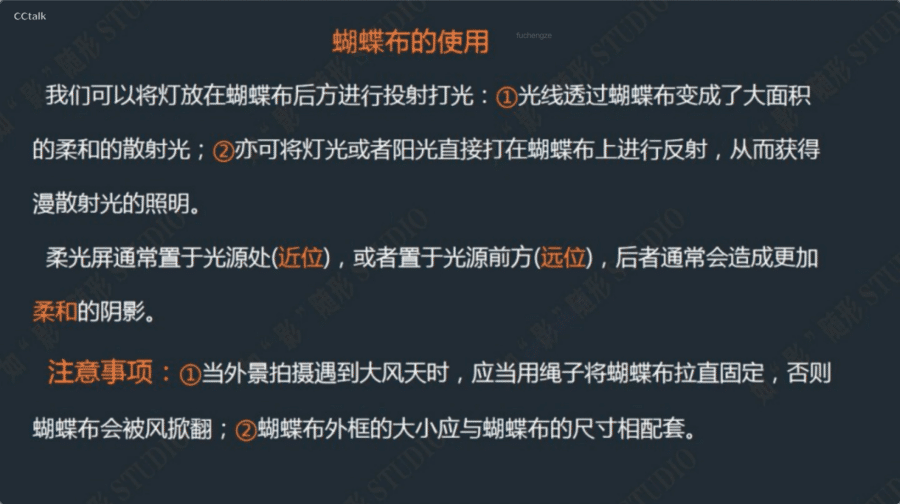 CCtalk
蝴蝶布的使用
fuchengze
我们可以将灯放在蝴蝶布后方进行投射打光：①光线透过蝴蝶布变成了大面积
的柔和的散射光；②亦可将灯光或者阳光直接打在蝴蝶布上进行反射，从而获得
漫散射光的照明。
柔光屏通常置于光源处(近位)，或者置于光源前方(远位)，后者通常会造成更加
柔和的阴影。
注意事项：①当外景拍摄遇到大风天时，应当用绳子将蝴蝶布拉直固定，否则
蝴蝶布会被风掀翻；②蝴蝶布外框的大小应与蝴蝶布的尺寸相配套。
如"影"随形 STUDIO